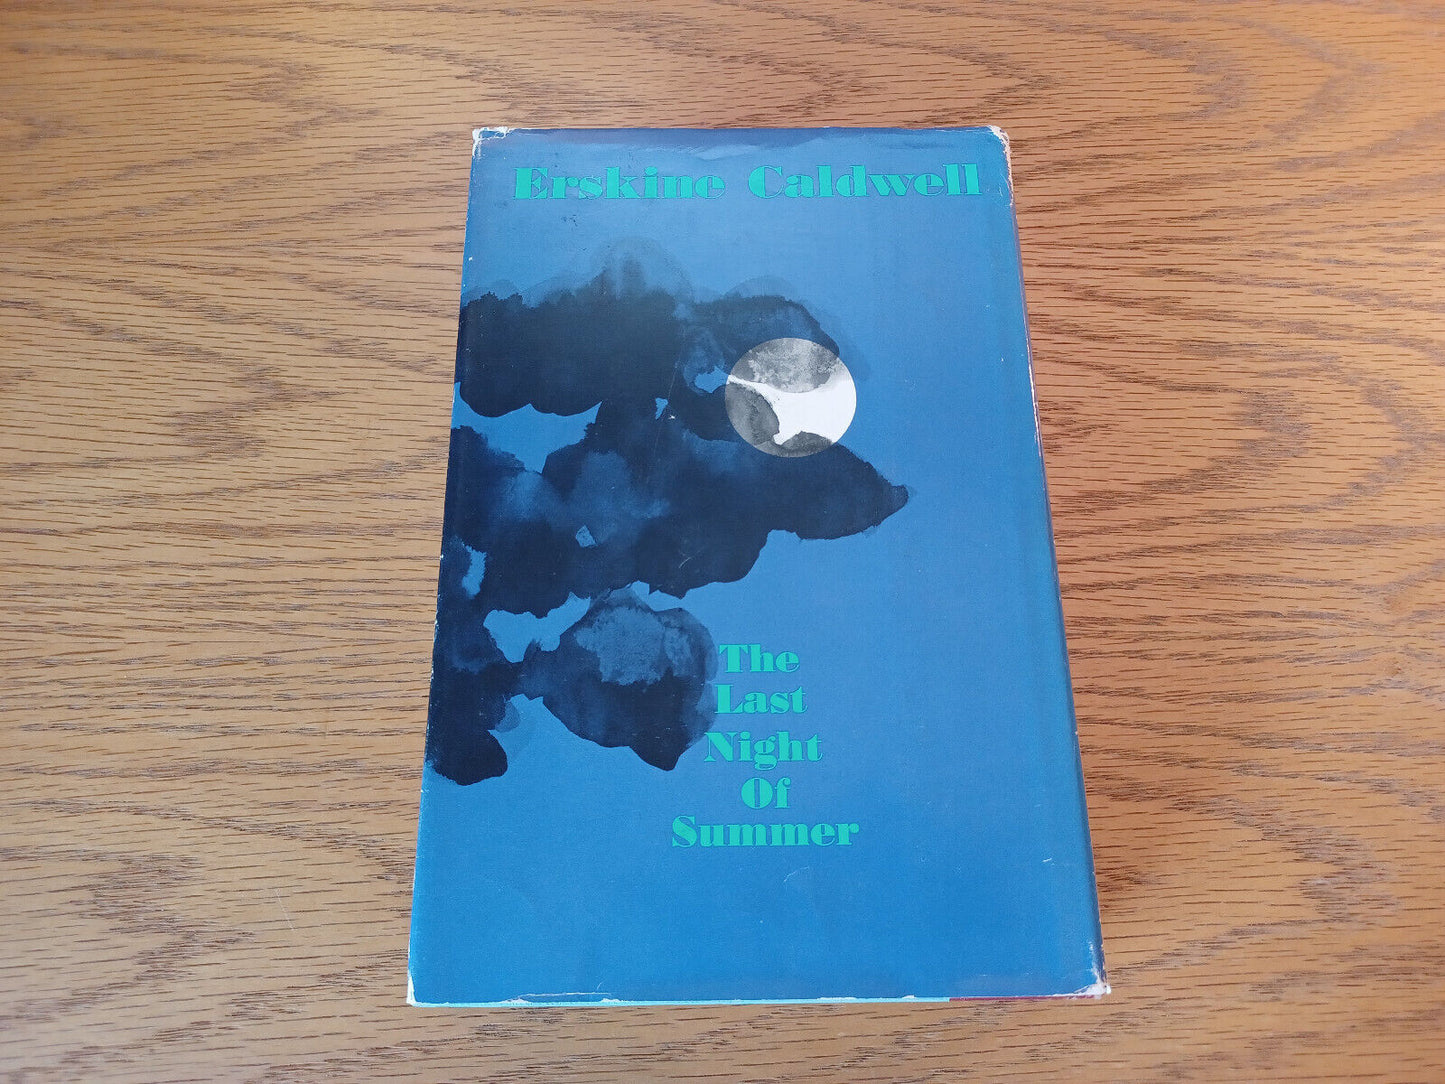 Erskine Caldwell
The
Last
Night
Of
Summer